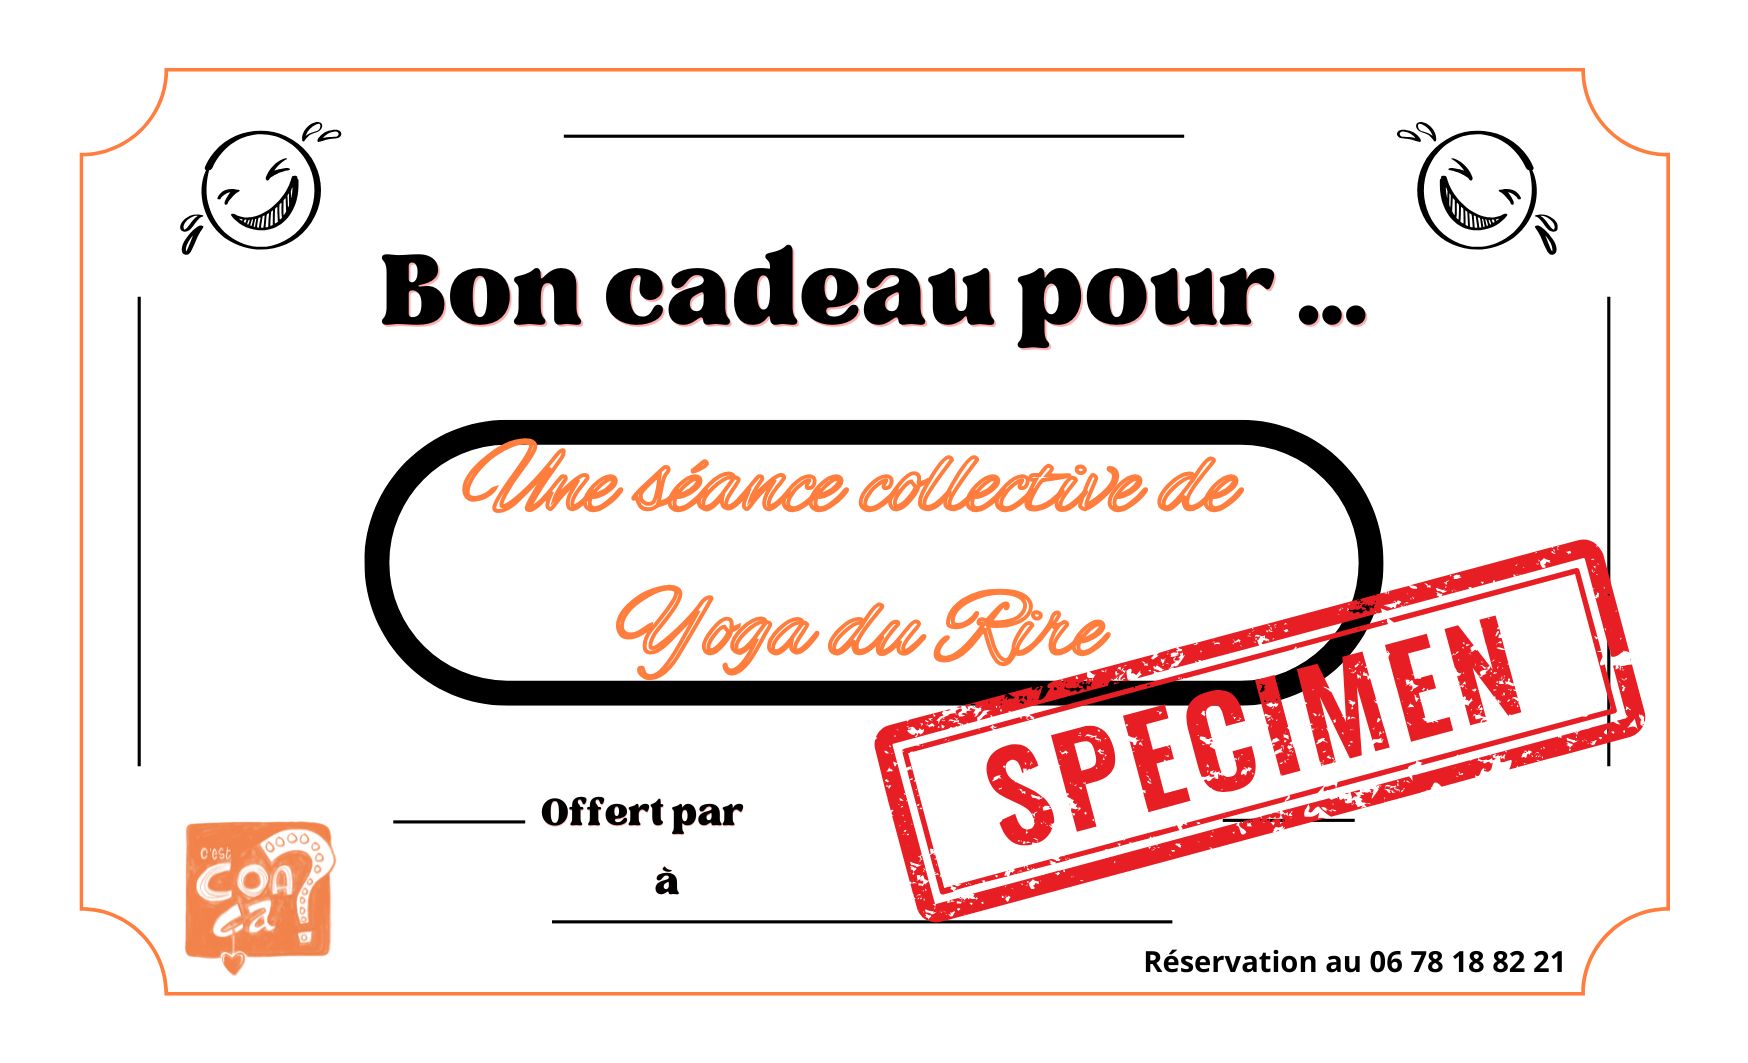 Bon cadeau pour ...
Une séance collective de
Yoga du Rire
SPECIMEN
Offert par
à
c'est
con
ça ?
Réservation au 06 78 18 82 21